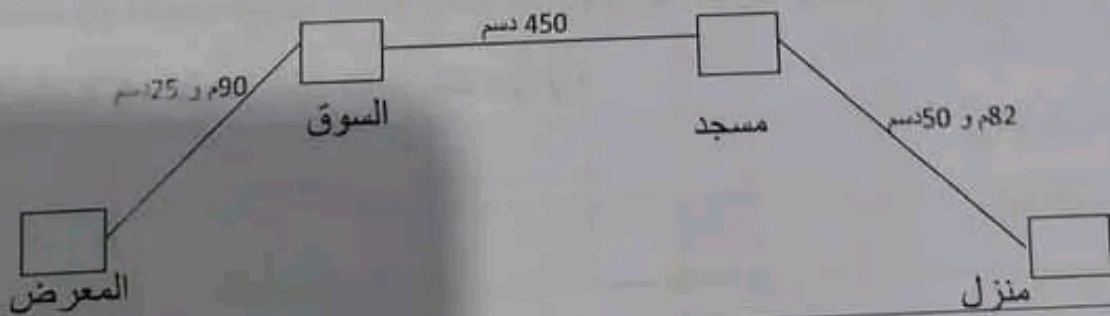 450 دسم
90م و 25دسم
82م و 50دسم
السوق
مسجد
المعرض
منزل